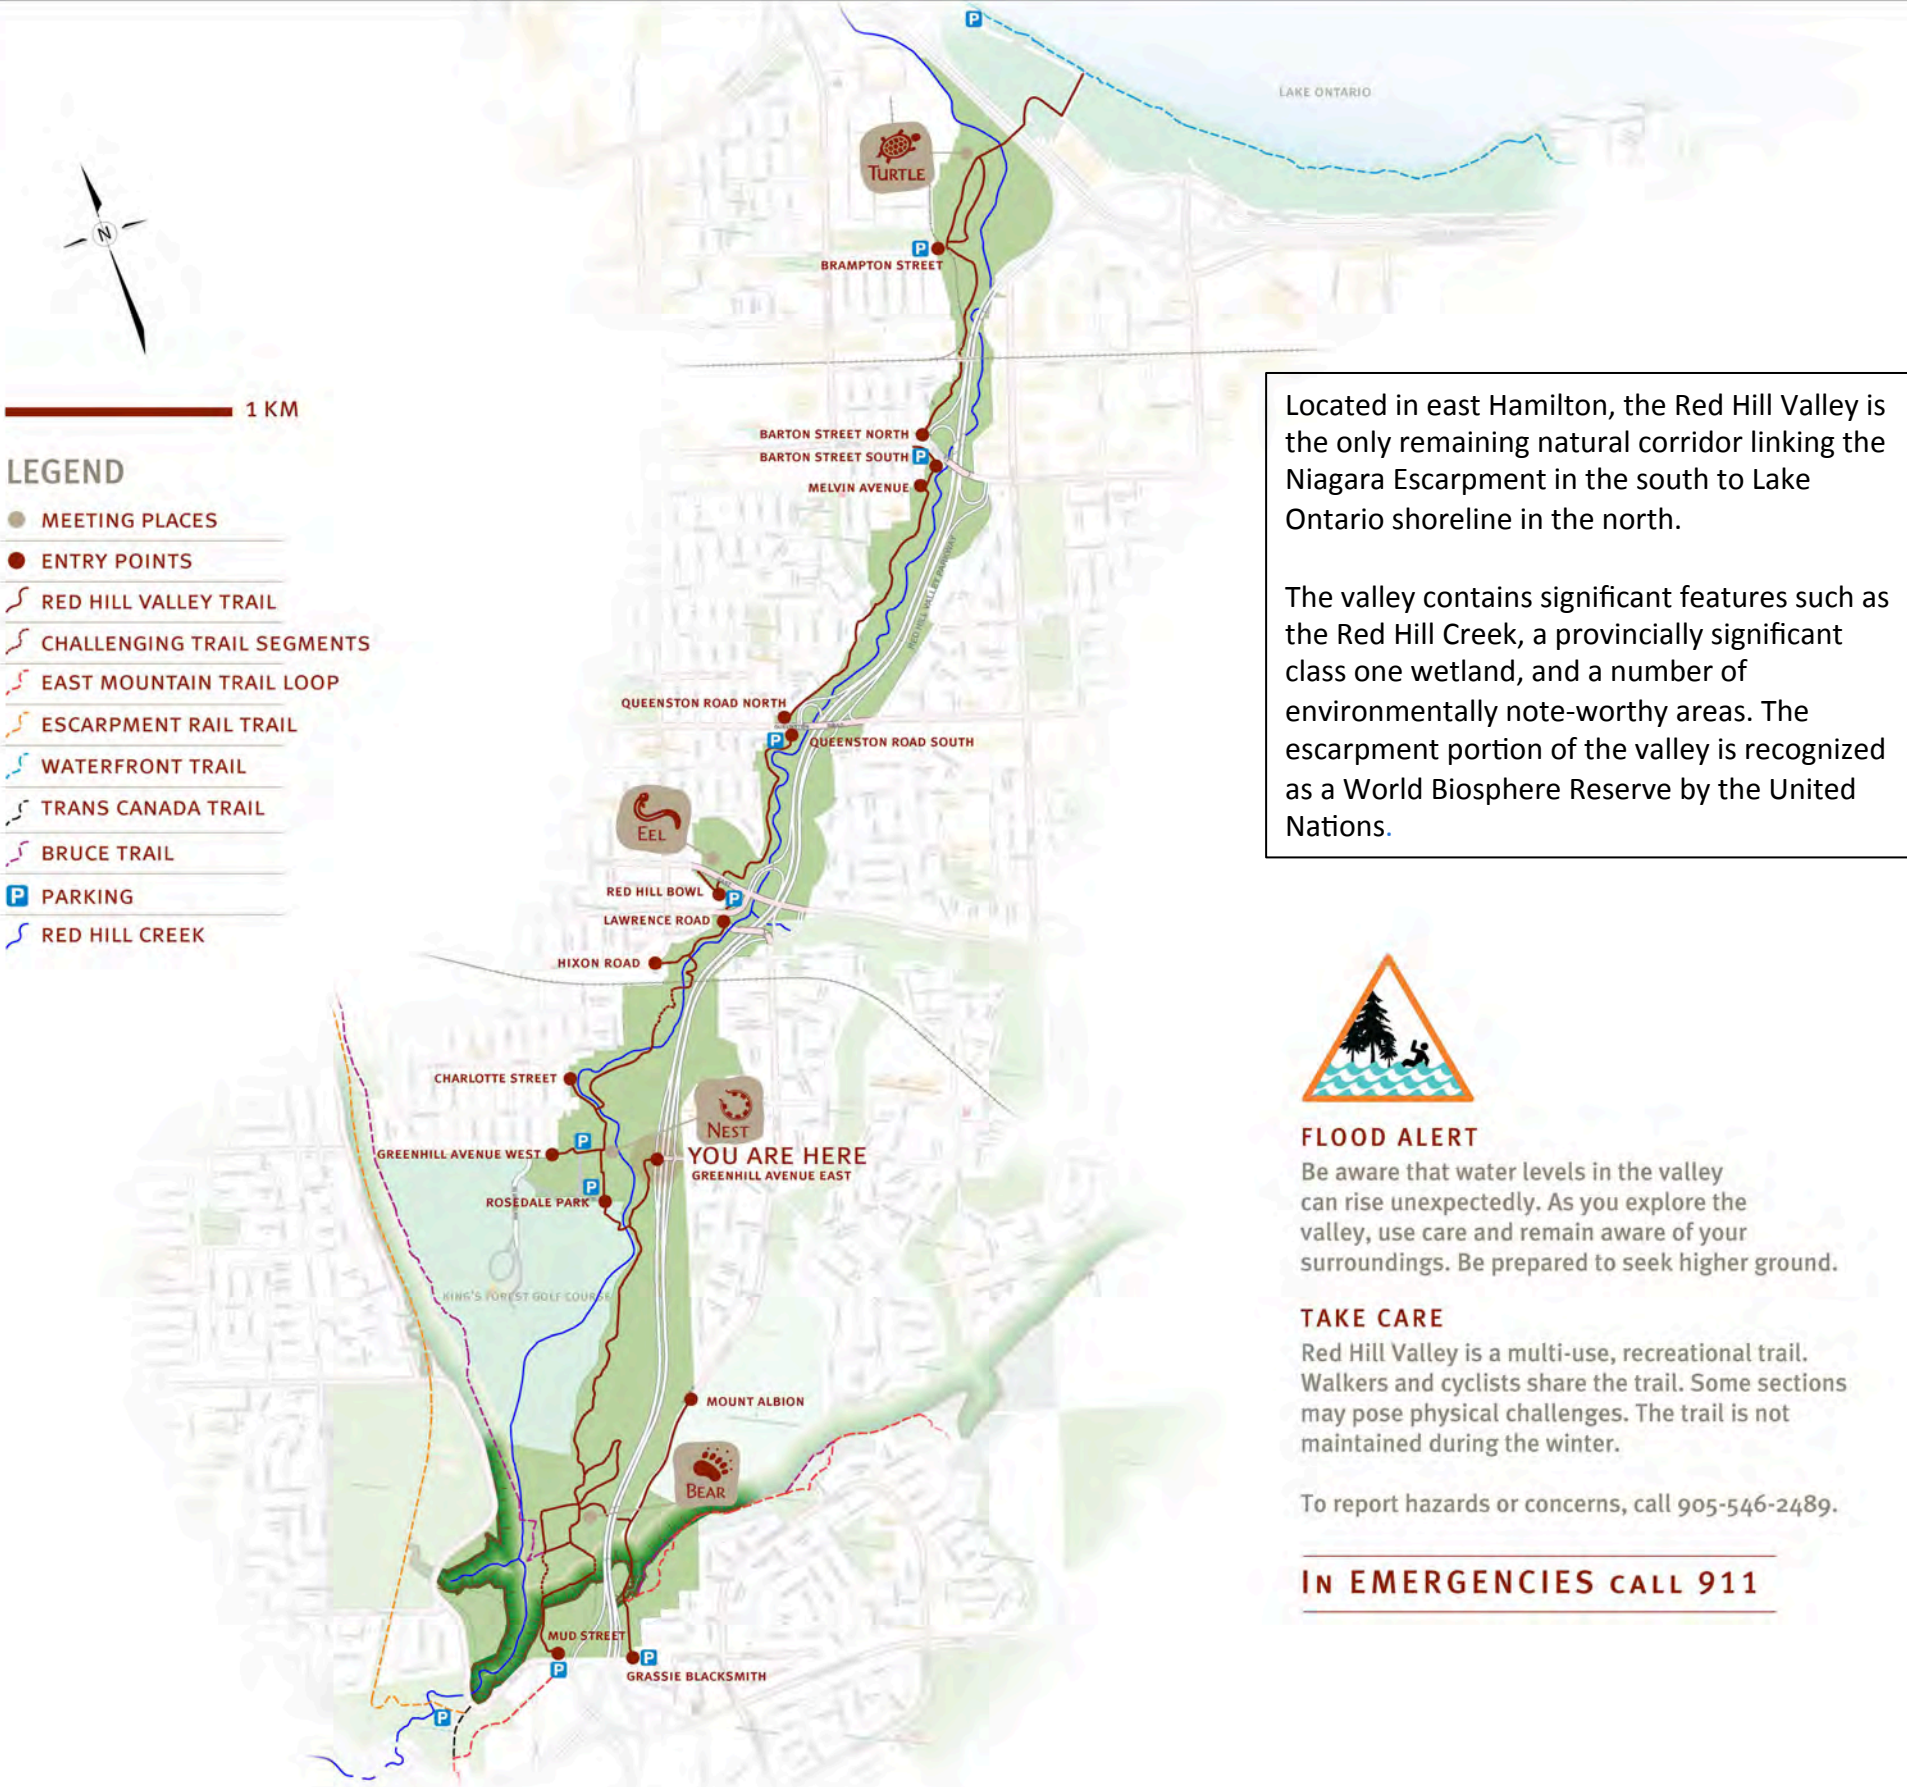 P
LAKE ONTARIO
TURTLE
P
BRAMPTON STREET
N
1 KM
LEGEND
MEETING PLACES
ENTRY POINTS
RED HILL VALLEY TRAIL
CHALLENGING TRAIL SEGMENTS
EAST MOUNTAIN TRAIL LOOP
ESCARPMENT RAIL TRAIL
WATERFRONT TRAIL
TRANS CANADA TRAIL
BRUCE TRAIL
P PARKING
RED HILL CREEK
BARTON STREET NORTH
BARTON STREET SOUTH P
MELVIN AVENUE
RED HILL VALLEY PARKWAY
QUEENSTON ROAD NORTH
P QUEENSTON ROAD SOUTH
EEL
RED HILL BOWL P
LAWRENCE ROAD
HIXON ROAD
CHARLOTTE STREET
NEST
P
GREENHILL AVENUE WEST
YOU ARE HERE
GREENHILL AVENUE EAST
P
ROSEDALE PARK
KING'S FOREST GOLF COURSE
MOUNT ALBION
BEAR
MUD STREET
P
P
GRASSIE BLACKSMITH
P
Located in east Hamilton, the Red Hill Valley is
the only remaining natural corridor linking the
Niagara Escarpment in the south to Lake
Ontario shoreline in the north.
The valley contains significant features such as
the Red Hill Creek, a provincially significant
class one wetland, and a number of
environmentally note-worthy areas. The
escarpment portion of the valley is recognized
as a World Biosphere Reserve by the United
Nations.
FLOOD ALERT
Be aware that water levels in the valley
can rise unexpectedly. As you explore the
valley, use care and remain aware of your
surroundings. Be prepared to seek higher ground.
TAKE CARE
Red Hill Valley is a multi-use, recreational trail.
Walkers and cyclists share the trail. Some sections
may pose physical challenges. The trail is not
maintained during the winter.
To report hazards or concerns, call 905-546-2489.
IN EMERGENCIES CALL 911